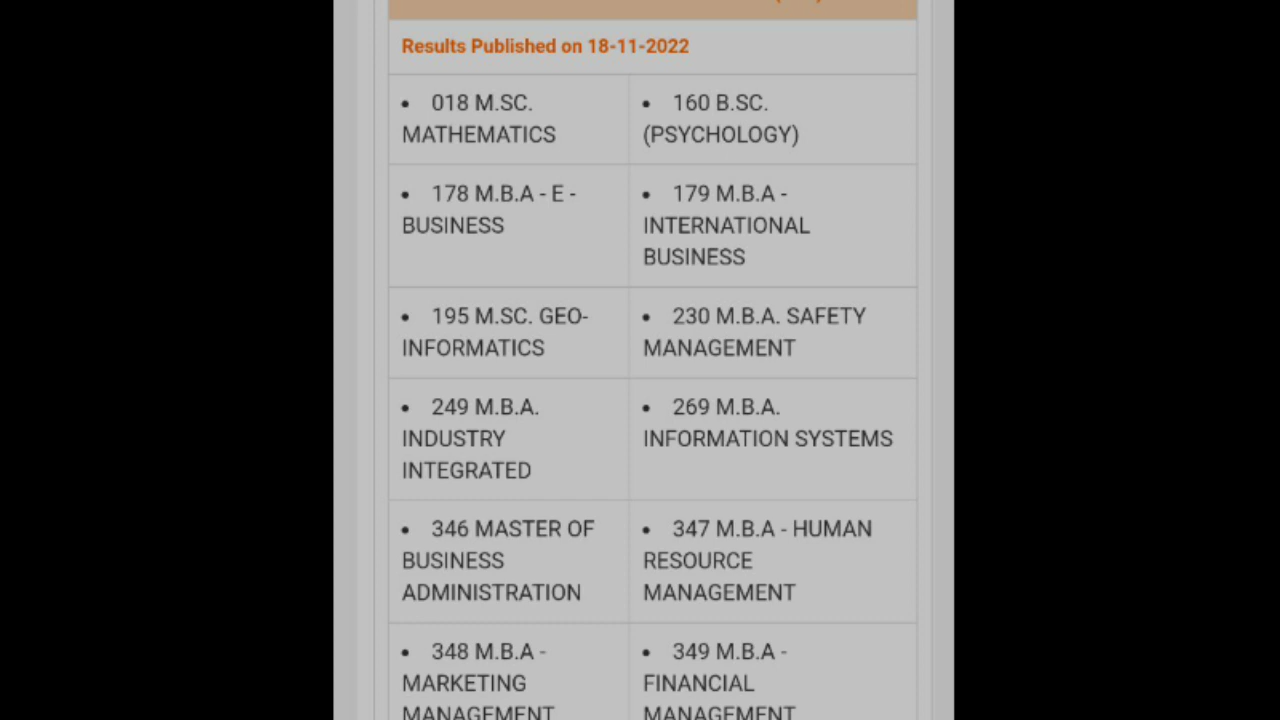 Results Published on 18-11-2022
• 018 M.SC.
MATHEMATICS
• 160 B.SC.
(PSYCHOLOGY)
• 178 M.B.A - E -
BUSINESS
• 179 M.B.A -
INTERNATIONAL
BUSINESS
• 195 M.SC. GEO-
INFORMATICS
• 230 M.B.A. SAFETY
MANAGEMENT
• 249 M.B.A.
INDUSTRY
INTEGRATED
• 269 M.B.A.
INFORMATION SYSTEMS
• 346 MASTER OF
BUSINESS
ADMINISTRATION
• 347 M.B.A - HUMAN
RESOURCE
MANAGEMENT
• 348 M.B.A -
MARKETING
MANAGEMENT
• 349 M.B.A -
FINANCIAL
MANAGEMENT